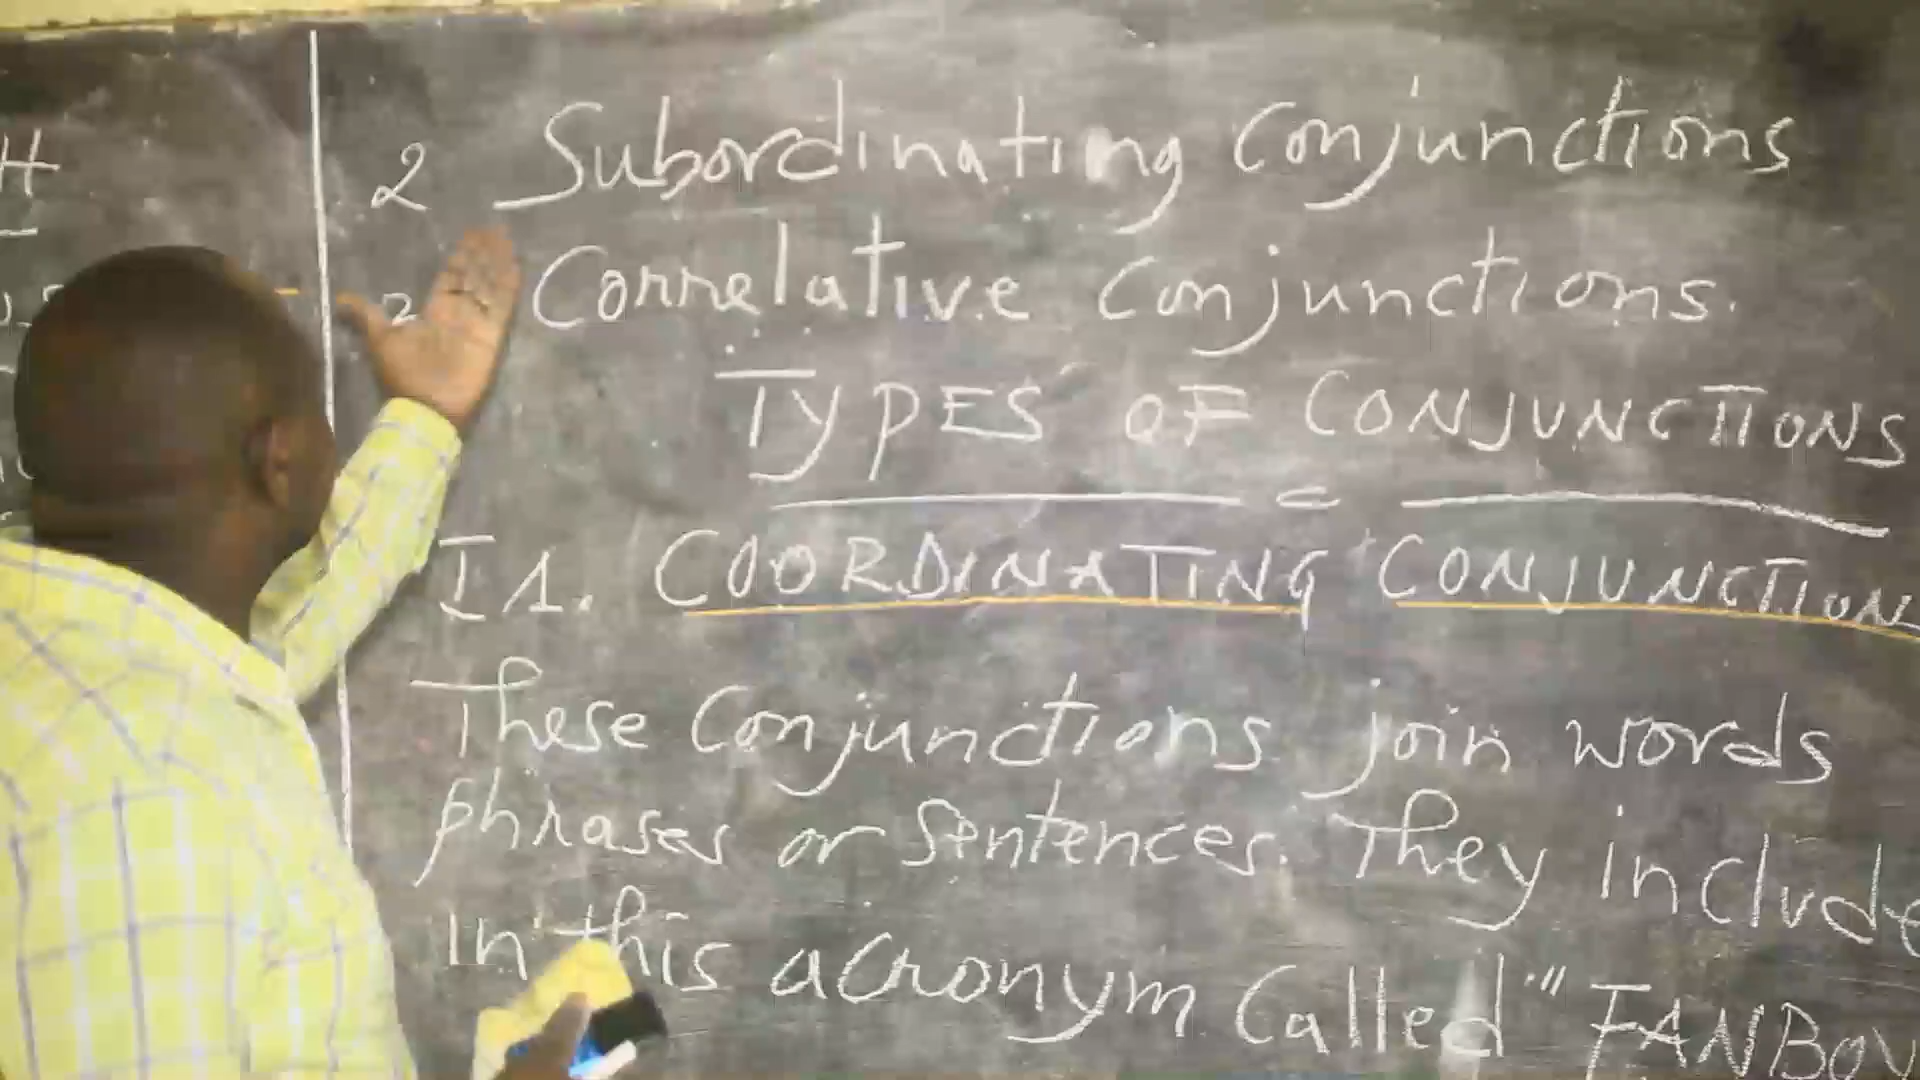 H
2 Subordinating Conjunctions
Correlative Conjunctions.
TYPES OF CONJUNCTIONS
I 1. COORDINATING CONJUNCTION
These Conjunctions join words
phrases or Sentences. They include
in this acronym Called "FANBOY